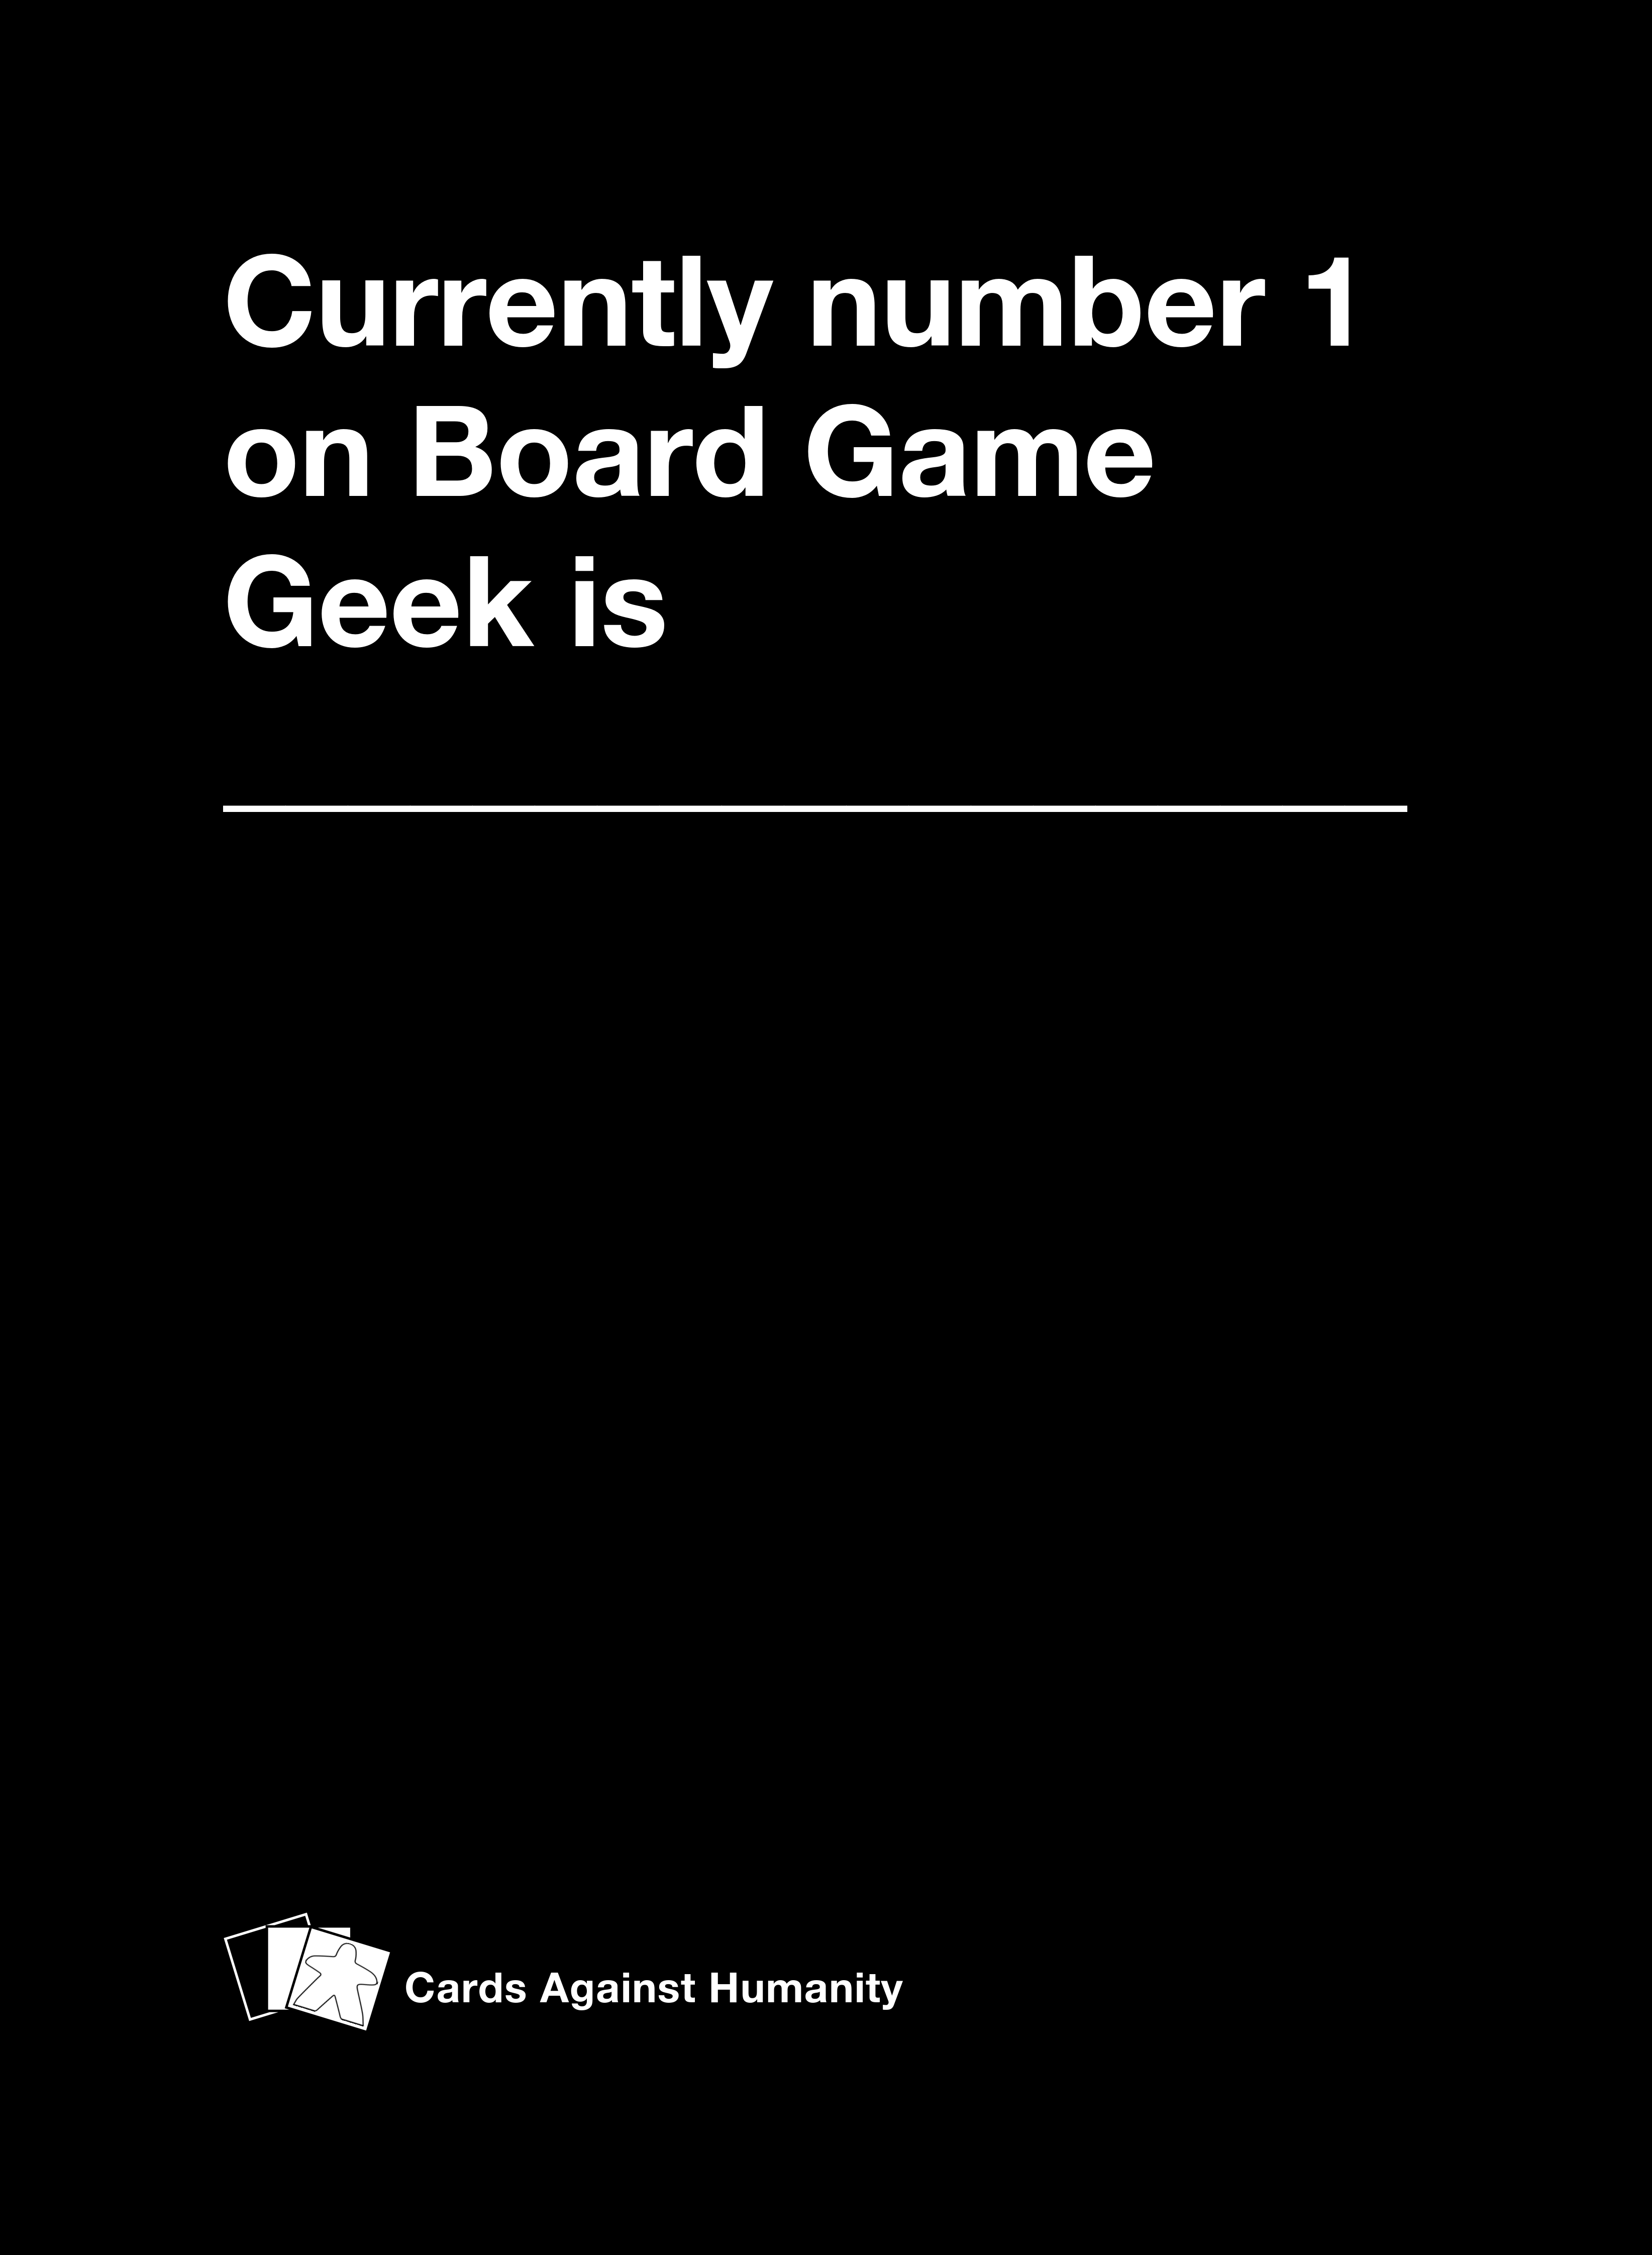 Currently number 1
on Board Game
Geek is
Cards Against Humanity